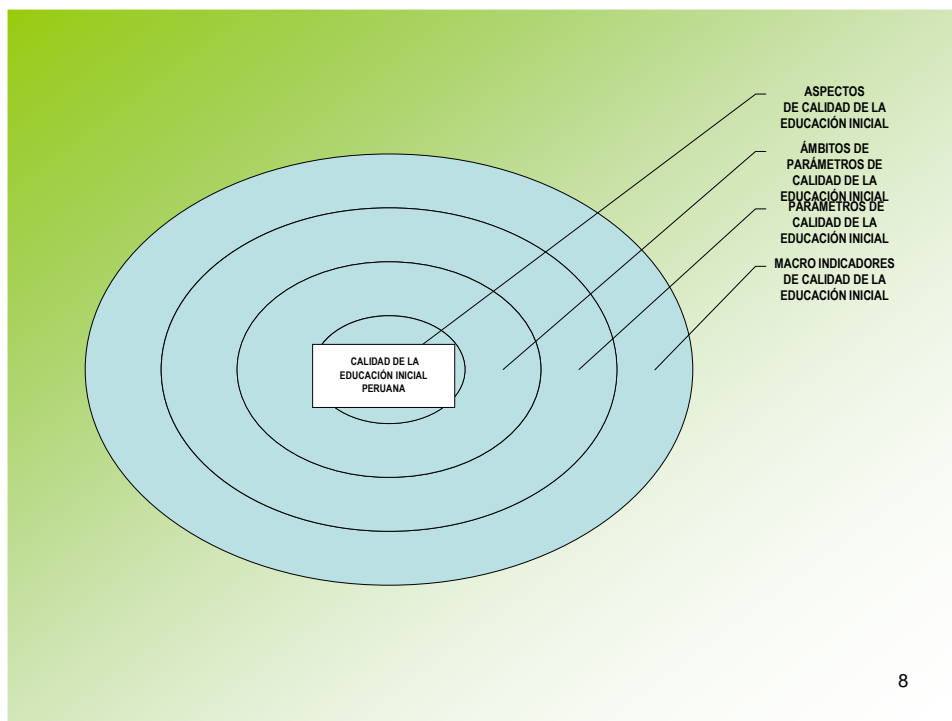 ASPECTOS
DE CALIDAD DE LA
EDUCACIÓN INICIAL
ÁMBITOS DE
PARÁMETROS DE
CALIDAD DE LA
EDUCACIÓN INICIAL
PARÁMETROS DE
CALIDAD DE LA
EDUCACIÓN INICIAL
MACRO INDICADORES
DE CALIDAD DE LA
EDUCACIÓN INICIAL
CALIDAD DE LA
EDUCACIÓN INICIAL
PERUANA
8